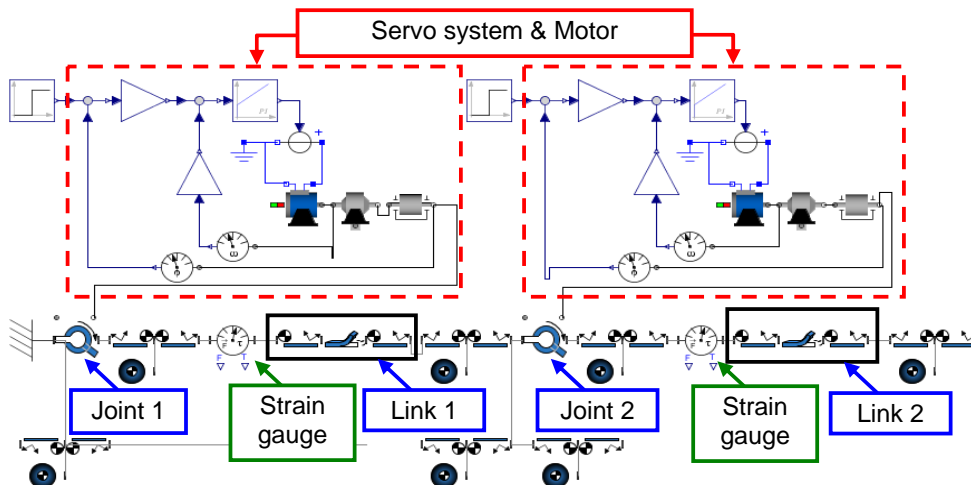 Servo system & Motor
PI
PI
+
+
ω
ω
φ
φ
F
τ
F
T
F
τ
F
T
Joint 1
Strain
gauge
Link 1
Joint 2
Strain
gauge
Link 2